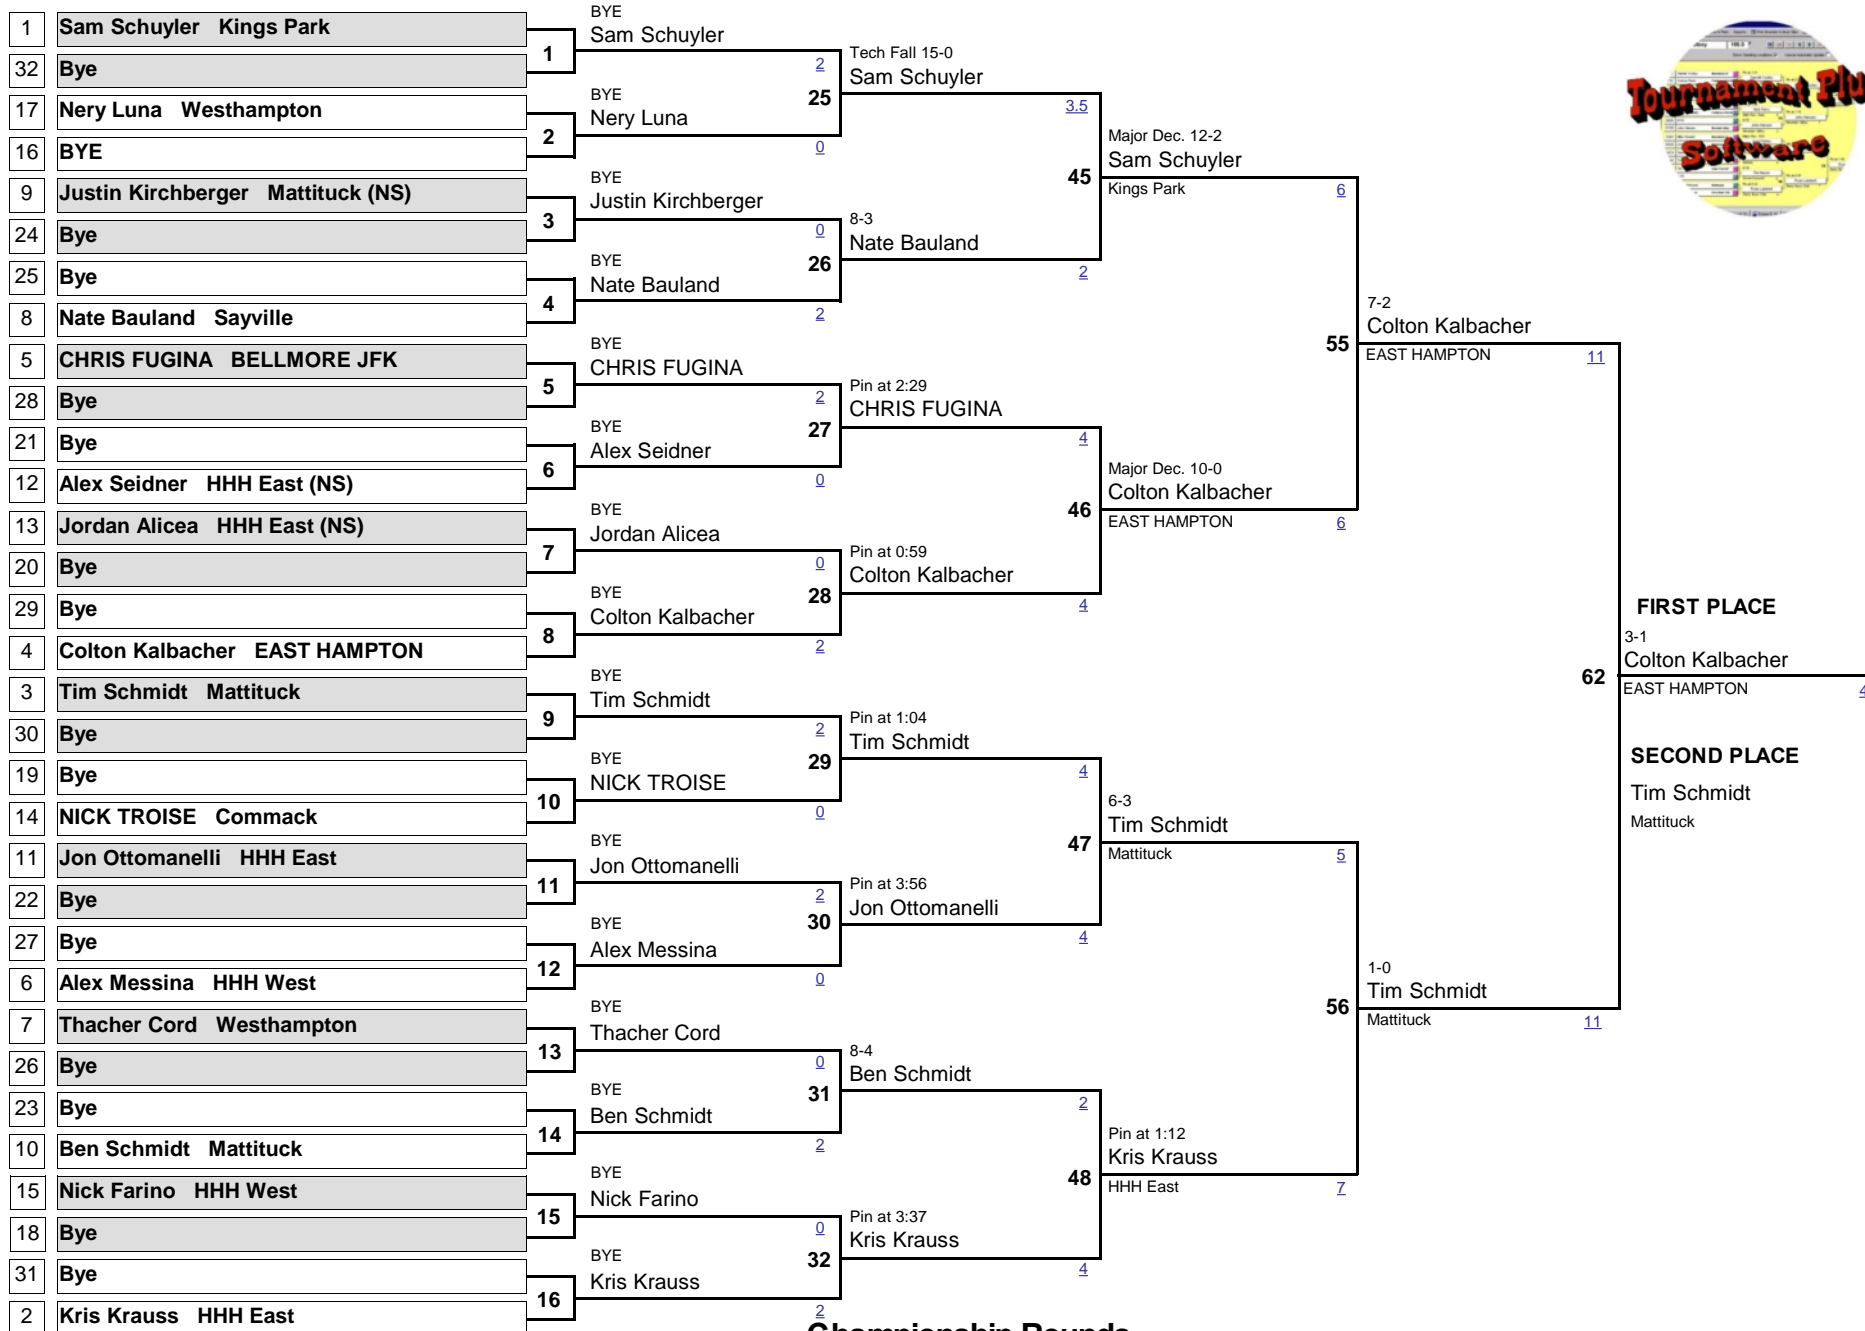 1 Sam Schuyler Kings Park
32 Bye
17 Nery Luna Westhampton
16 BYE
9 Justin Kirchberger Mattituck (NS)
24 Bye
25 Bye
8 Nate Bauland Sayville
5 CHRIS FUGINA BELLMORE JFK
28 Bye
21 Bye
12 Alex Seidner HHH East (NS)
13 Jordan Alicea HHH East (NS)
20 Bye
29 Bye
4 Colton Kalbacher EAST HAMPTON
3 Tim Schmidt Mattituck
30 Bye
19 Bye
14 NICK TROISE Commack
11 Jon Ottomanelli HHH East
22 Bye
27 Bye
6 Alex Messina HHH West
7 Thacher Cord Westhampton
26 Bye
23 Bye
10 Ben Schmidt Mattituck
15 Nick Farino HHH West
18 Bye
31 Bye
2 Kris Krauss HHH East
1
2
3
4
5
6
7
8
9
10
11
12
13
14
15
16
BYE
Sam Schuyler
2
BYE
Nery Luna
0
BYE
Justin Kirchberger
0
BYE
Nate Bauland
2
BYE
CHRIS FUGINA
2
BYE
Alex Seidner
0
BYE
Jordan Alicea
0
BYE
Colton Kalbacher
2
BYE
Tim Schmidt
2
BYE
NICK TROISE
0
BYE
Jon Ottomanelli
2
BYE
Alex Messina
0
BYE
Thacher Cord
0
BYE
Ben Schmidt
2
BYE
Nick Farino
0
BYE
Kris Krauss
2
25
26
27
28
29
30
31
32
Tech Fall 15-0
Sam Schuyler
3.5
8-3
Nate Bauland
2
Pin at 2:29
CHRIS FUGINA
4
Pin at 0:59
Colton Kalbacher
4
Pin at 1:04
Tim Schmidt
4
Pin at 3:56
Jon Ottomanelli
4
8-4
Ben Schmidt
2
Pin at 3:37
Kris Krauss
4
45
46
47
48
Major Dec. 12-2
Sam Schuyler
Kings Park
6
Major Dec. 10-0
Colton Kalbacher
EAST HAMPTON
6
6-3
Tim Schmidt
Mattituck
5
Pin at 1:12
Kris Krauss
HHH East
7
55
56
7-2
Colton Kalbacher
EAST HAMPTON
11
1-0
Tim Schmidt
Mattituck
11
62
FIRST PLACE
3-1
Colton Kalbacher
EAST HAMPTON
4
SECOND PLACE
Tim Schmidt
Mattituck
Tournament Plu
Software
Championship Rounds